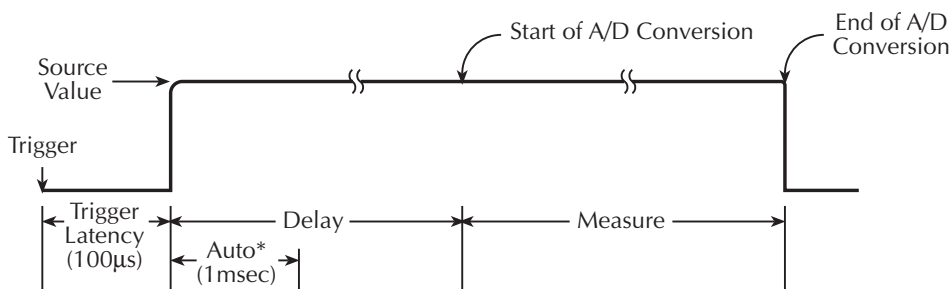 Start of A/D Conversion
End of A/D
Conversion
Source
Value
Trigger
Trigger
Latency
(100µs)
Delay
Measure
Auto*
(1msec)